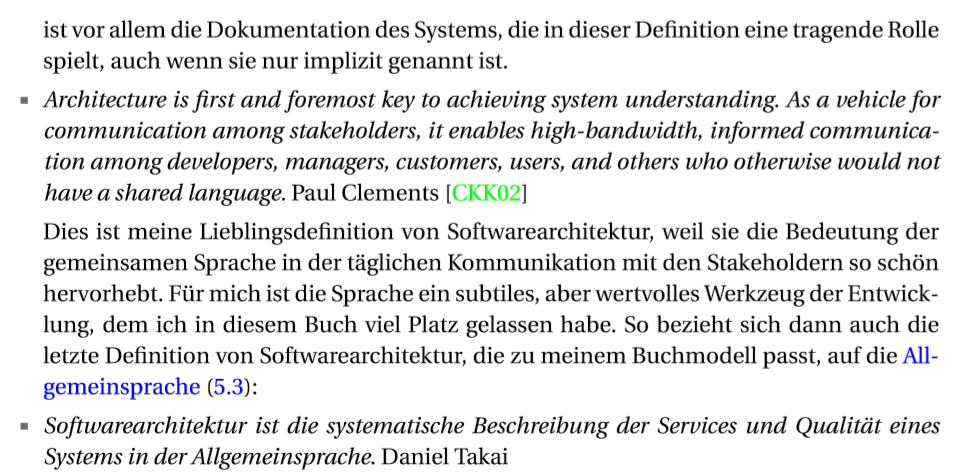 ist vor allem die Dokumentation des Systems, die in dieser Definition eine tragende Rolle
spielt, auch wenn sie nur implizit genannt ist.
▪ Architecture is first and foremost key to achieving system understanding. As a vehicle for
communication among stakeholders, it enables high-bandwidth, informed communica-
tion among developers, managers, customers, users, and others who otherwise would not
have a shared language. Paul Clements [CKK02]
Dies ist meine Lieblingsdefinition von Softwarearchitektur, weil sie die Bedeutung der
gemeinsamen Sprache in der täglichen Kommunikation mit den Stakeholdern so schön
hervorhebt. Für mich ist die Sprache ein subtiles, aber wertvolles Werkzeug der Entwick-
lung, dem ich in diesem Buch viel Platz gelassen habe. So bezieht sich dann auch die
letzte Definition von Softwarearchitektur, die zu meinem Buchmodell passt, auf die All-
gemeinsprache (5.3):
▪ Softwarearchitektur ist die systematische Beschreibung der Services und Qualität eines
Systems in der Allgemeinsprache. Daniel Takai